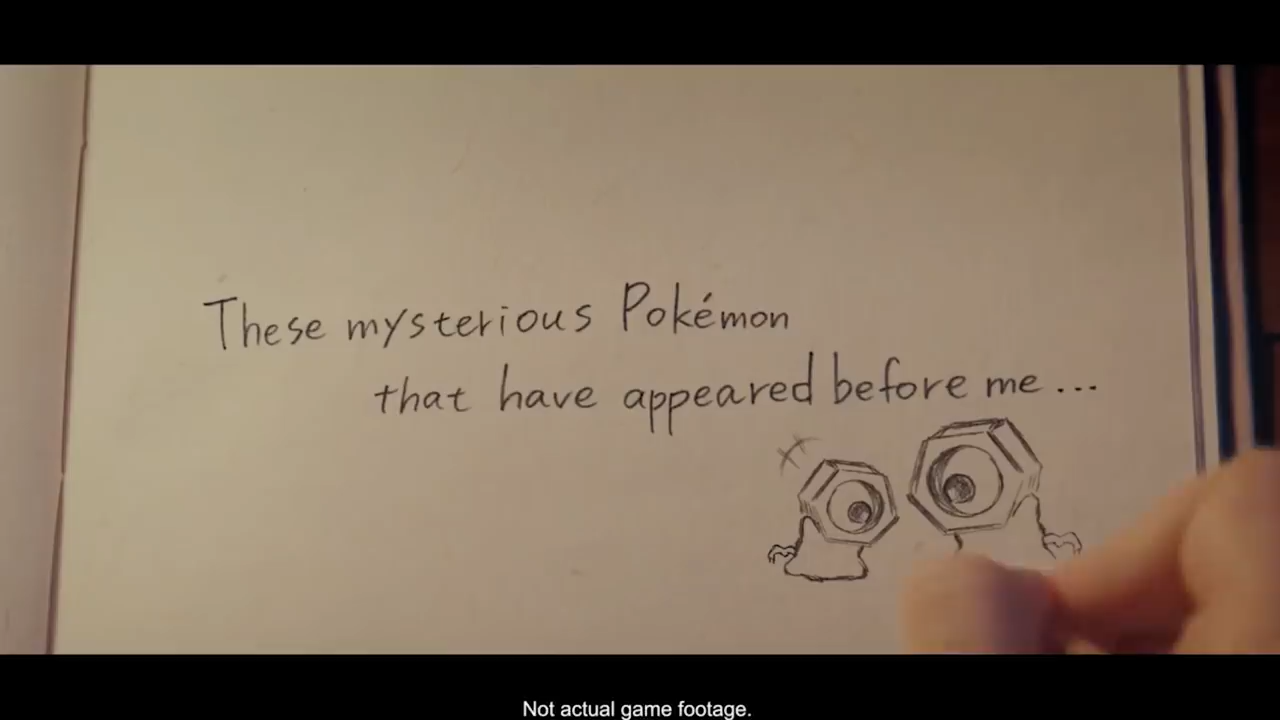 These mysterious Pokémon
that have appeared before me...
Not actual game footage.